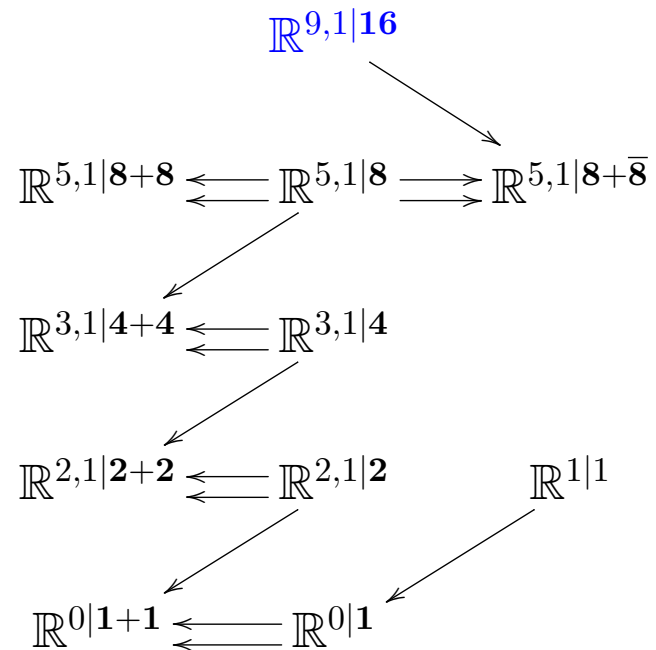 ℝ^{9,1|𝟏𝟔}
ℝ^{5,1|𝟖+𝟖} ℝ^{5,1|𝟖} ℝ^{5,1|𝟖+𝟖̅}
ℝ^{3,1|𝟒+𝟒} ℝ^{3,1|𝟒}
ℝ^{2,1|𝟐+𝟐} ℝ^{2,1|𝟐} ℝ^{1|1}
ℝ^{0|𝟏+𝟏} ℝ^{0|𝟏}